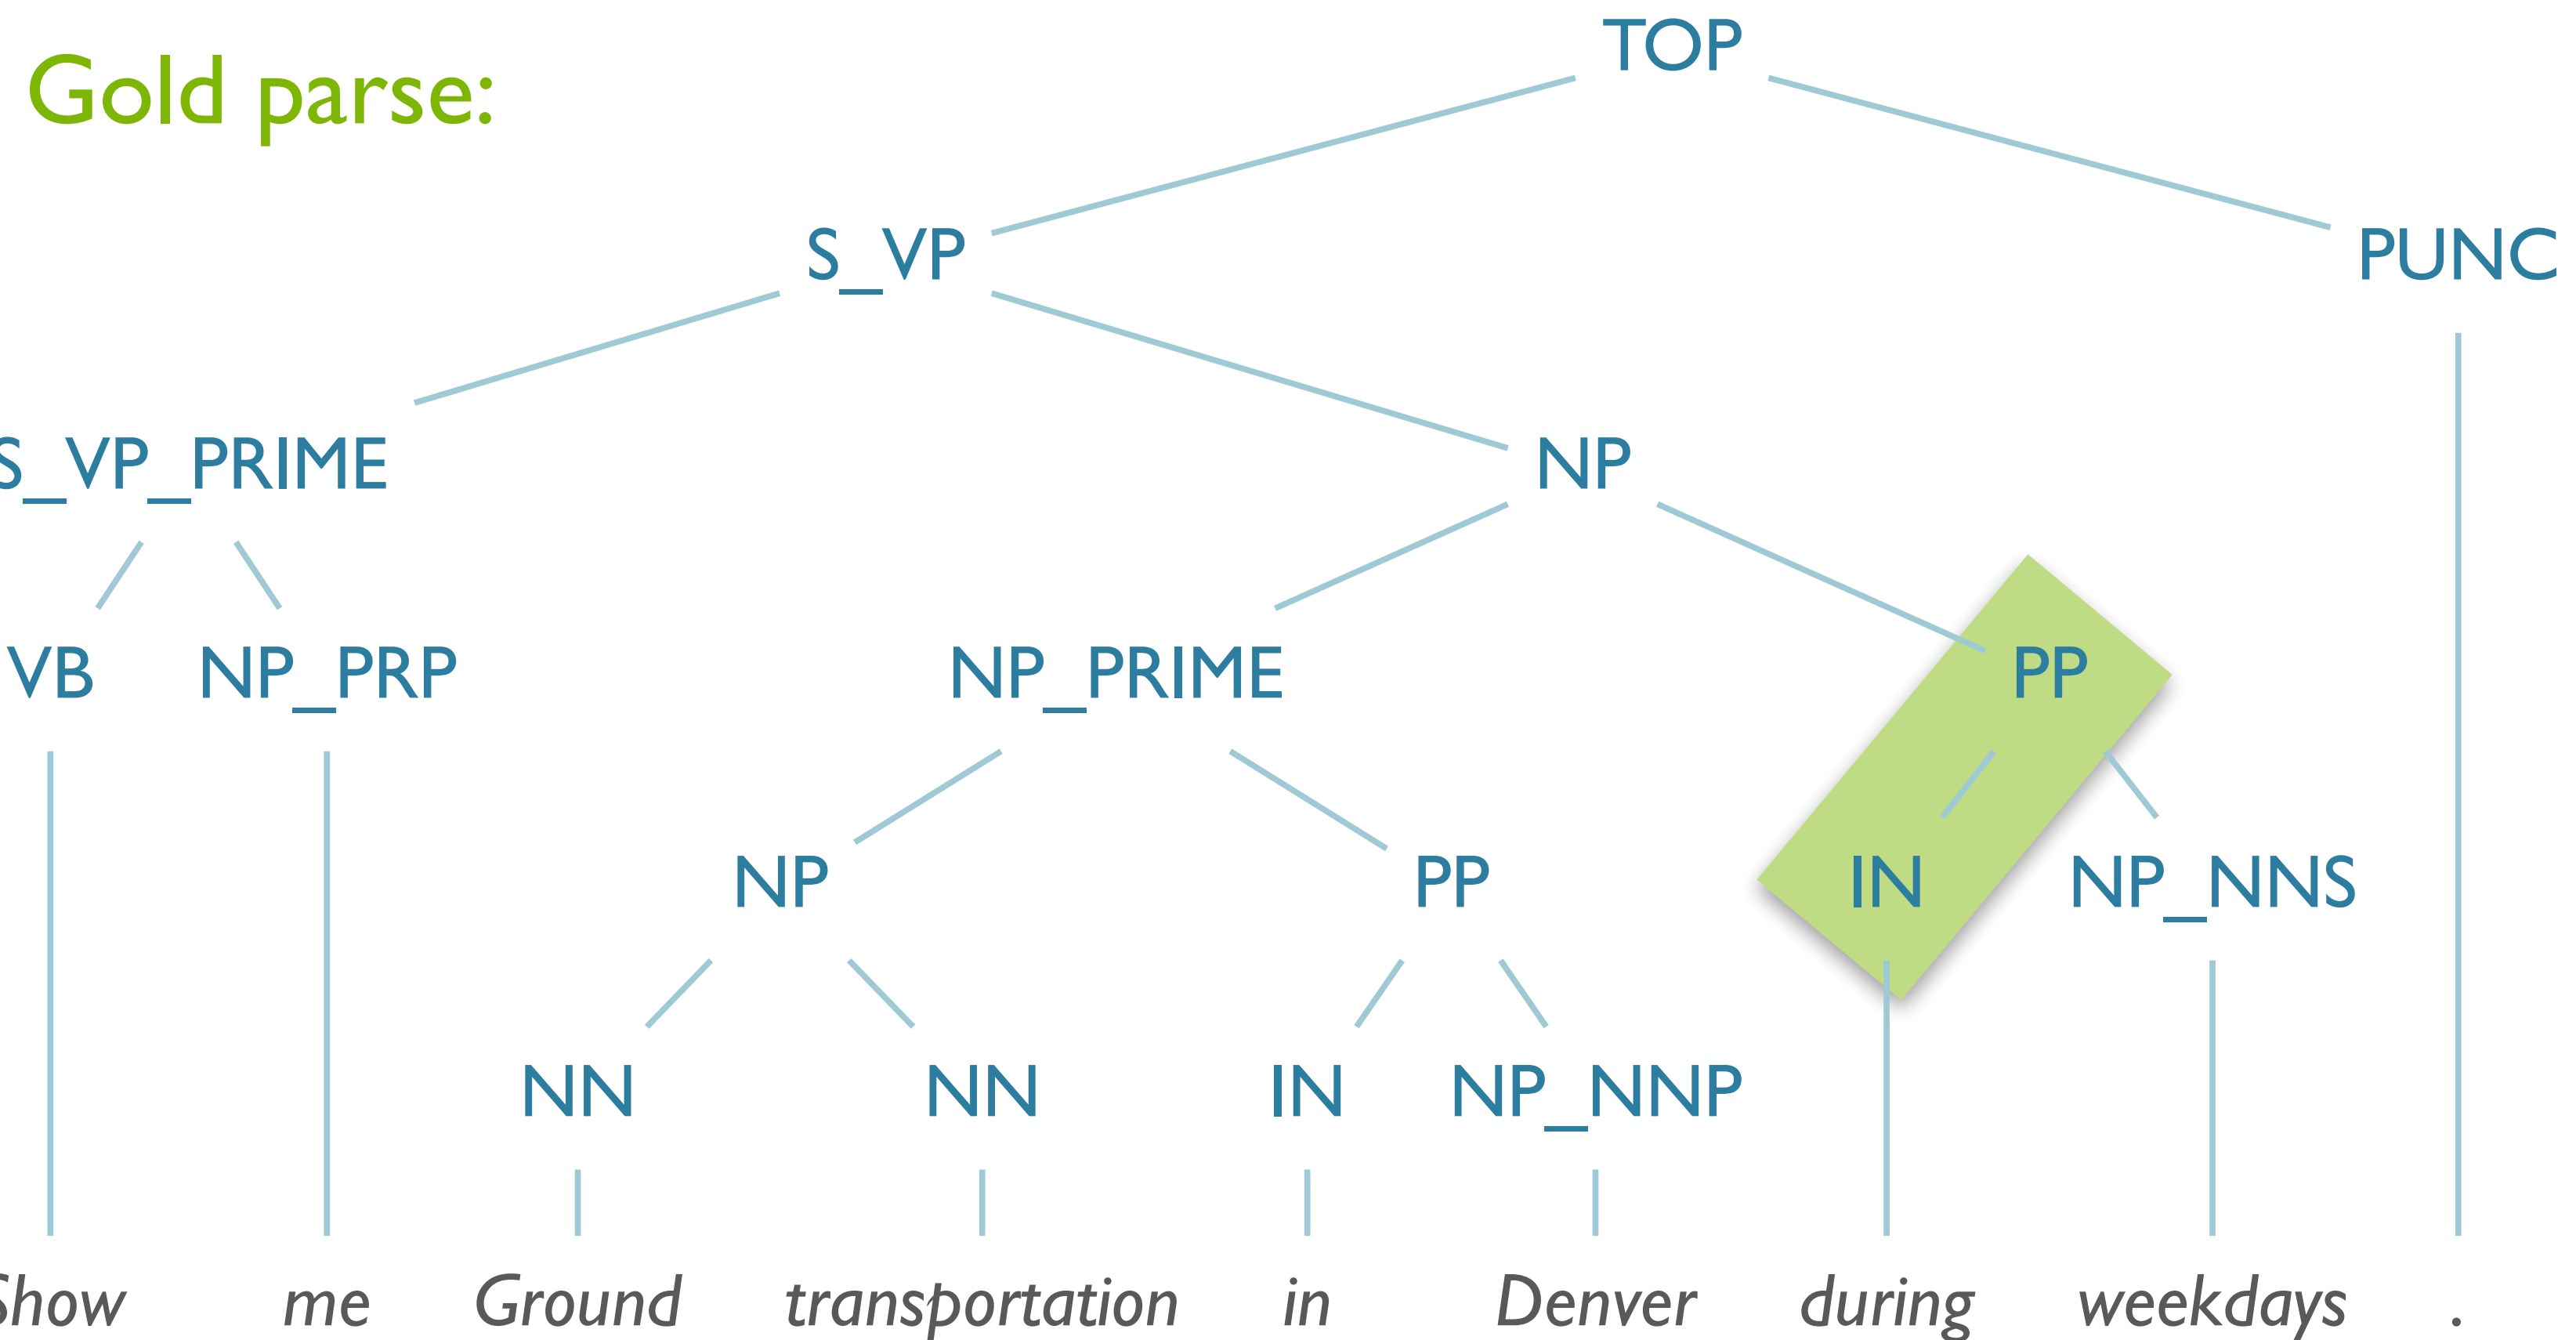 TOP
Gold parse:
S_VP PUNC
S_VP_PRIME NP
VB NP_PRP NP_PRIME PP
NP PP IN NP_NNS
NN NN IN NP_NNP
Show me Ground transportation in Denver during weekdays .